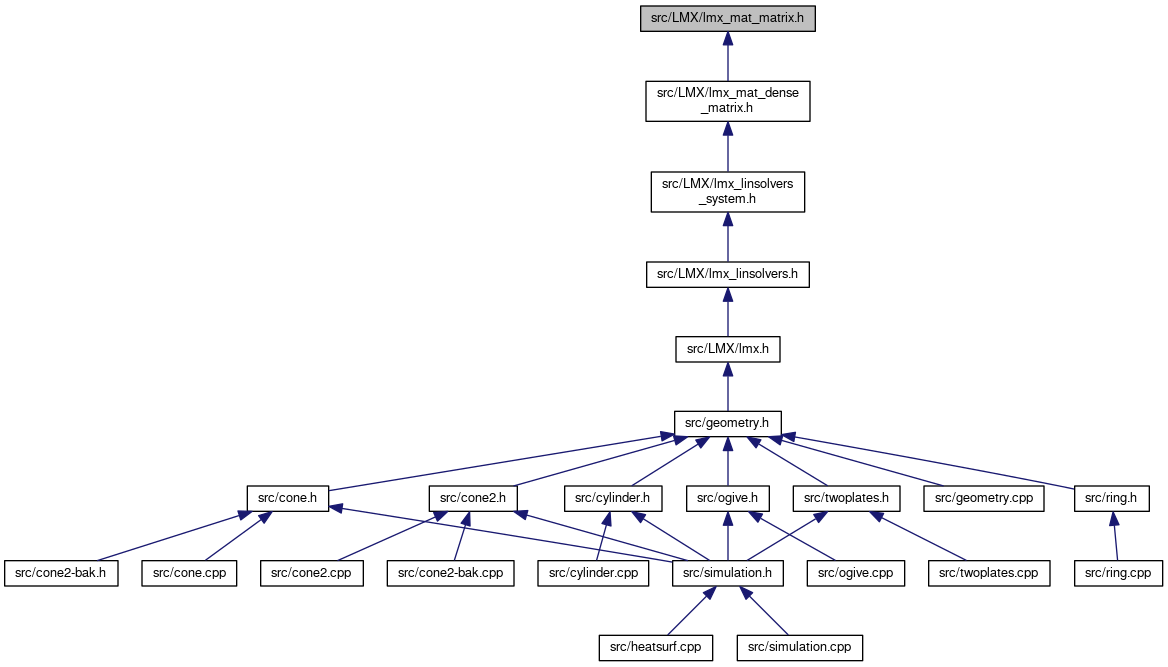 src/LMX/lmx_mat_matrix.h
src/LMX/lmx_mat_dense
_matrix.h
src/LMX/lmx_linsolvers
_system.h
src/LMX/lmx_linsolvers.h
src/LMX/lmx.h
src/geometry.h
src/cone.h
src/cone2.h
src/cylinder.h
src/ogive.h
src/twoplates.h
src/geometry.cpp
src/ring.h
src/cone2-bak.h
src/cone.cpp
src/cone2.cpp
src/cone2-bak.cpp
src/cylinder.cpp
src/simulation.h
src/ogive.cpp
src/twoplates.cpp
src/ring.cpp
src/heatsurf.cpp
src/simulation.cpp